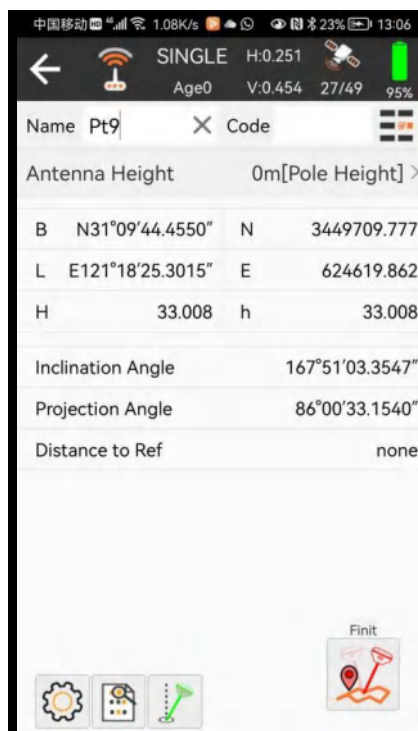 中国移动 HD 4G 1.08K/s 23% 13:06
SINGLE H:0.251
Age0 V:0.454 27/49 95%
Name Pt9 Code
Antenna Height 0m[Pole Height]
B N31°09′44.4550″ N 3449709.777
L E121°18′25.3015″ E 624619.862
H 33.008 h 33.008
Inclination Angle 167°51′03.3547″
Projection Angle 86°00′33.1540″
Distance to Ref none
Finit